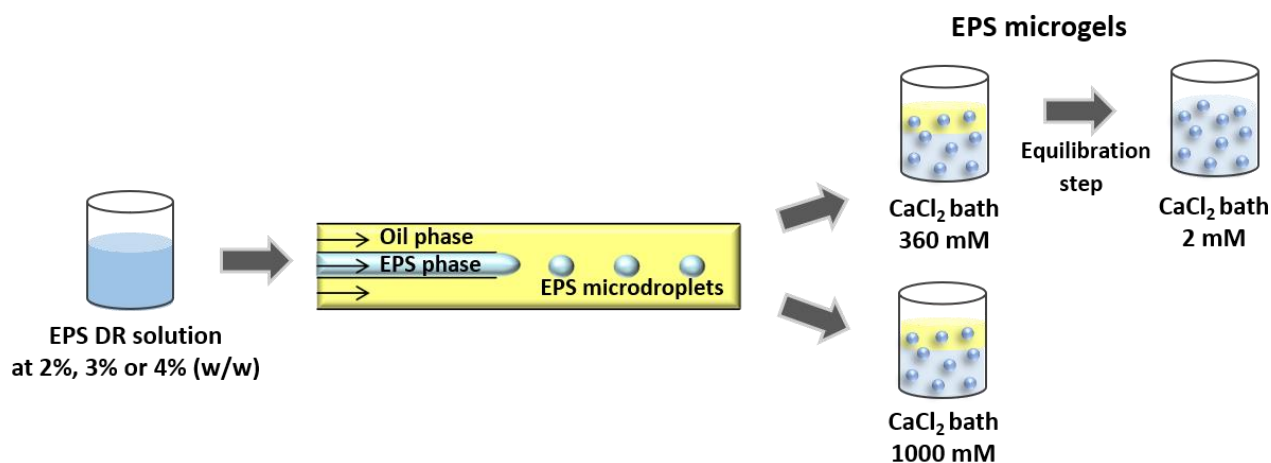 EPS microgels
Oil phase
EPS phase
EPS microdroplets
EPS DR solution
at 2%, 3% or 4% (w/w)
CaCl₂ bath
360 mM
Equilibration
step
CaCl₂ bath
2 mM
CaCl₂ bath
1000 mM